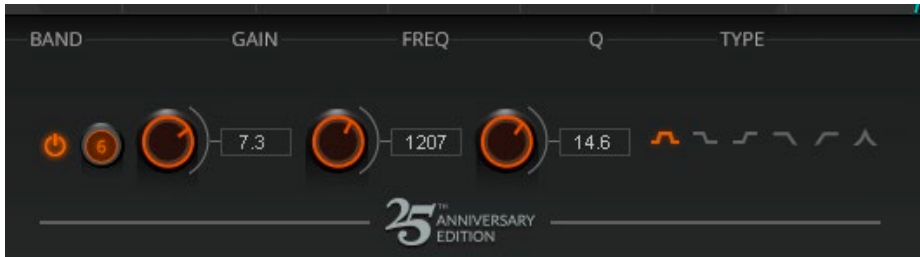 BAND GAIN FREQ Q TYPE
6 7.3 1207 14.6
25TH ANNIVERSARY
EDITION